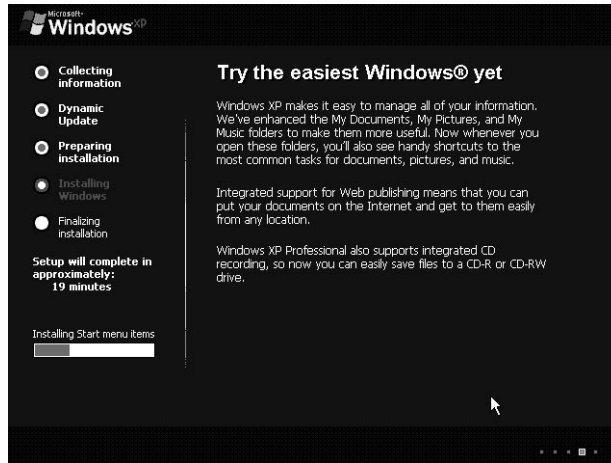 Microsoft®
Windows XP
Collecting
information
Dynamic
Update
Preparing
installation
Installing
Windows
Finalizing
installation
Setup will complete in
approximately:
19 minutes
Installing Start menu items
Try the easiest Windows® yet
Windows XP makes it easy to manage all of your information.
We've enhanced the My Documents, My Pictures, and My
Music folders to make them more useful. Now whenever you
open these folders, you'll also see handy shortcuts to the
most common tasks for documents, pictures, and music.
Integrated support for Web publishing means that you can
put your documents on the Internet and get to them easily
from any location.
Windows XP Professional also supports integrated CD
recording, so now you can easily save files to a CD-R or CD-RW
drive.